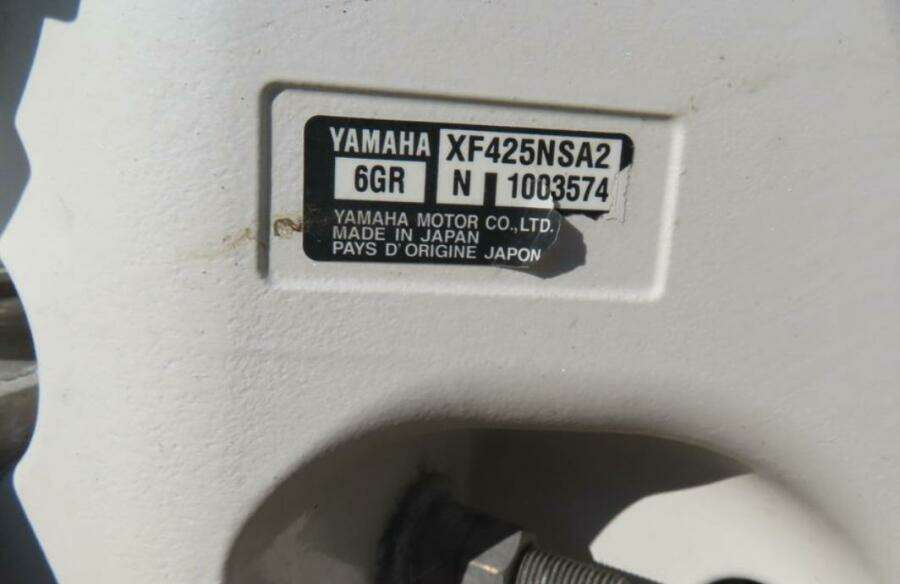 YAMAHA XF425NSA2
6GR N 1003574
YAMAHA MOTOR CO.,LTD.
MADE IN JAPAN
PAYS D'ORIGINE JAPON